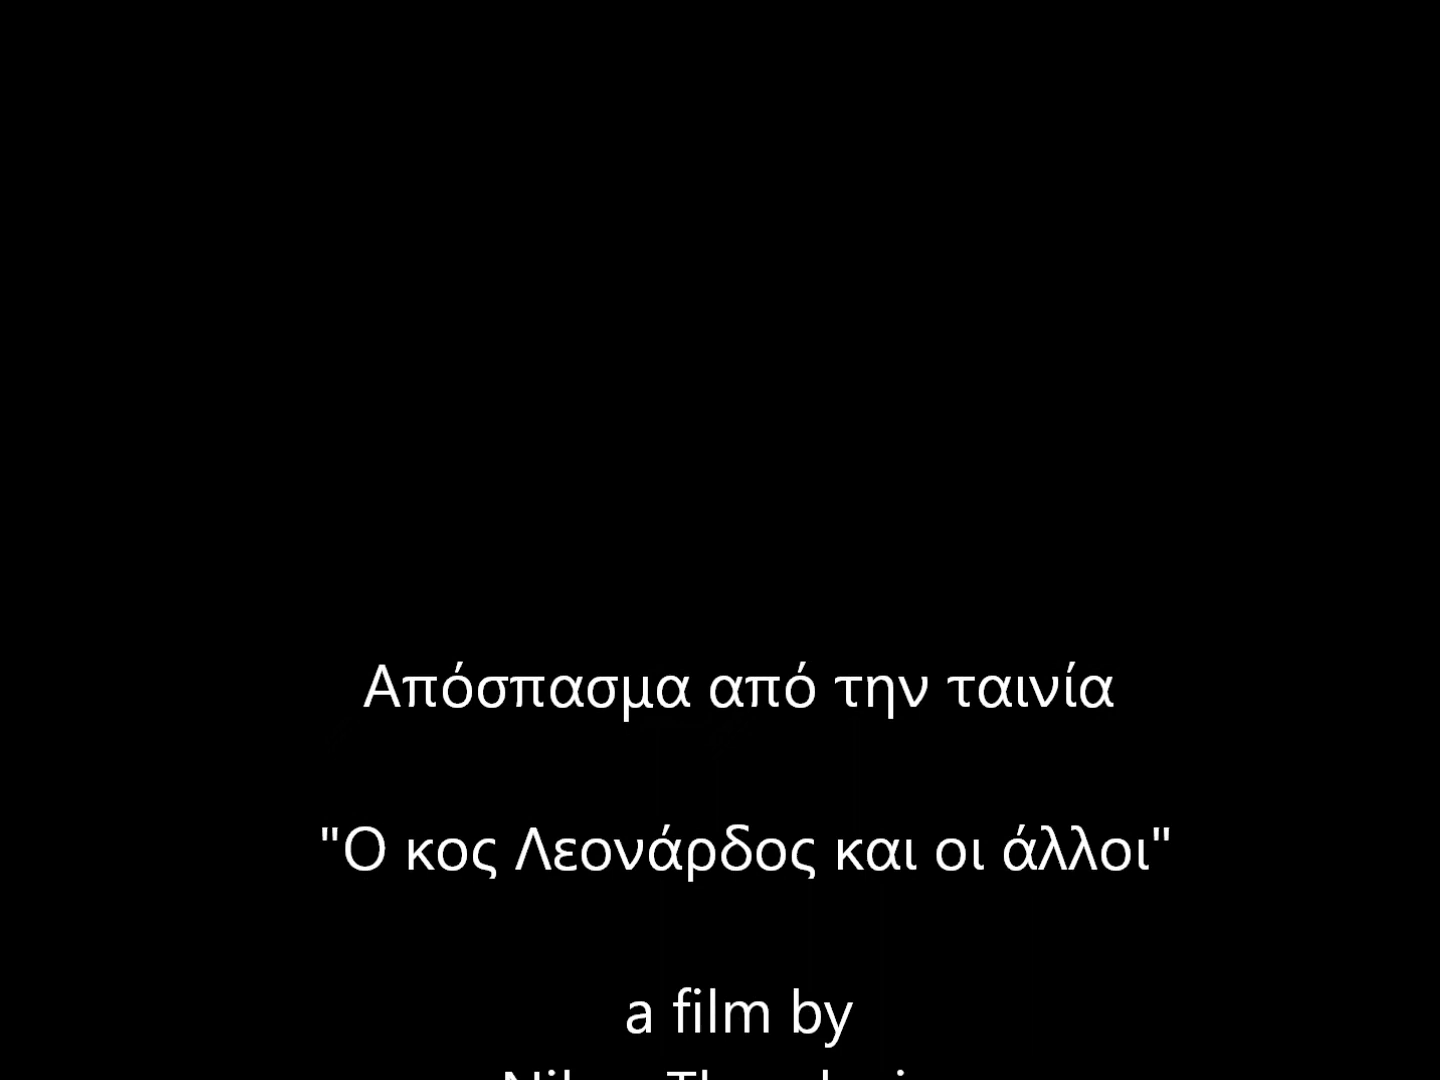 Απόσπασμα από την ταινία
"Ο κος Λεονάρδος και οι άλλοι"
a film by